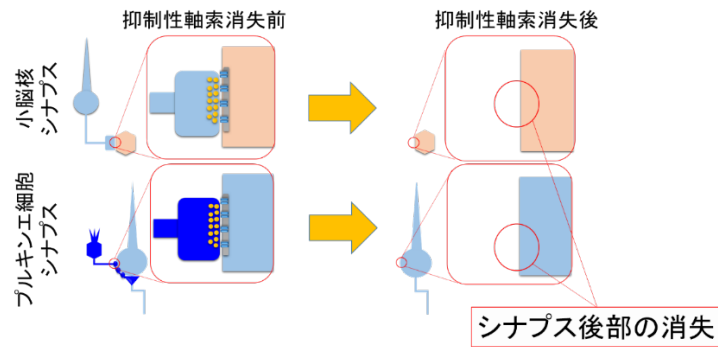 抑制性軸索消失前
抑制性軸索消失後
小脳核
シナプス
プルキンエ細胞
シナプス
シナプス後部の消失